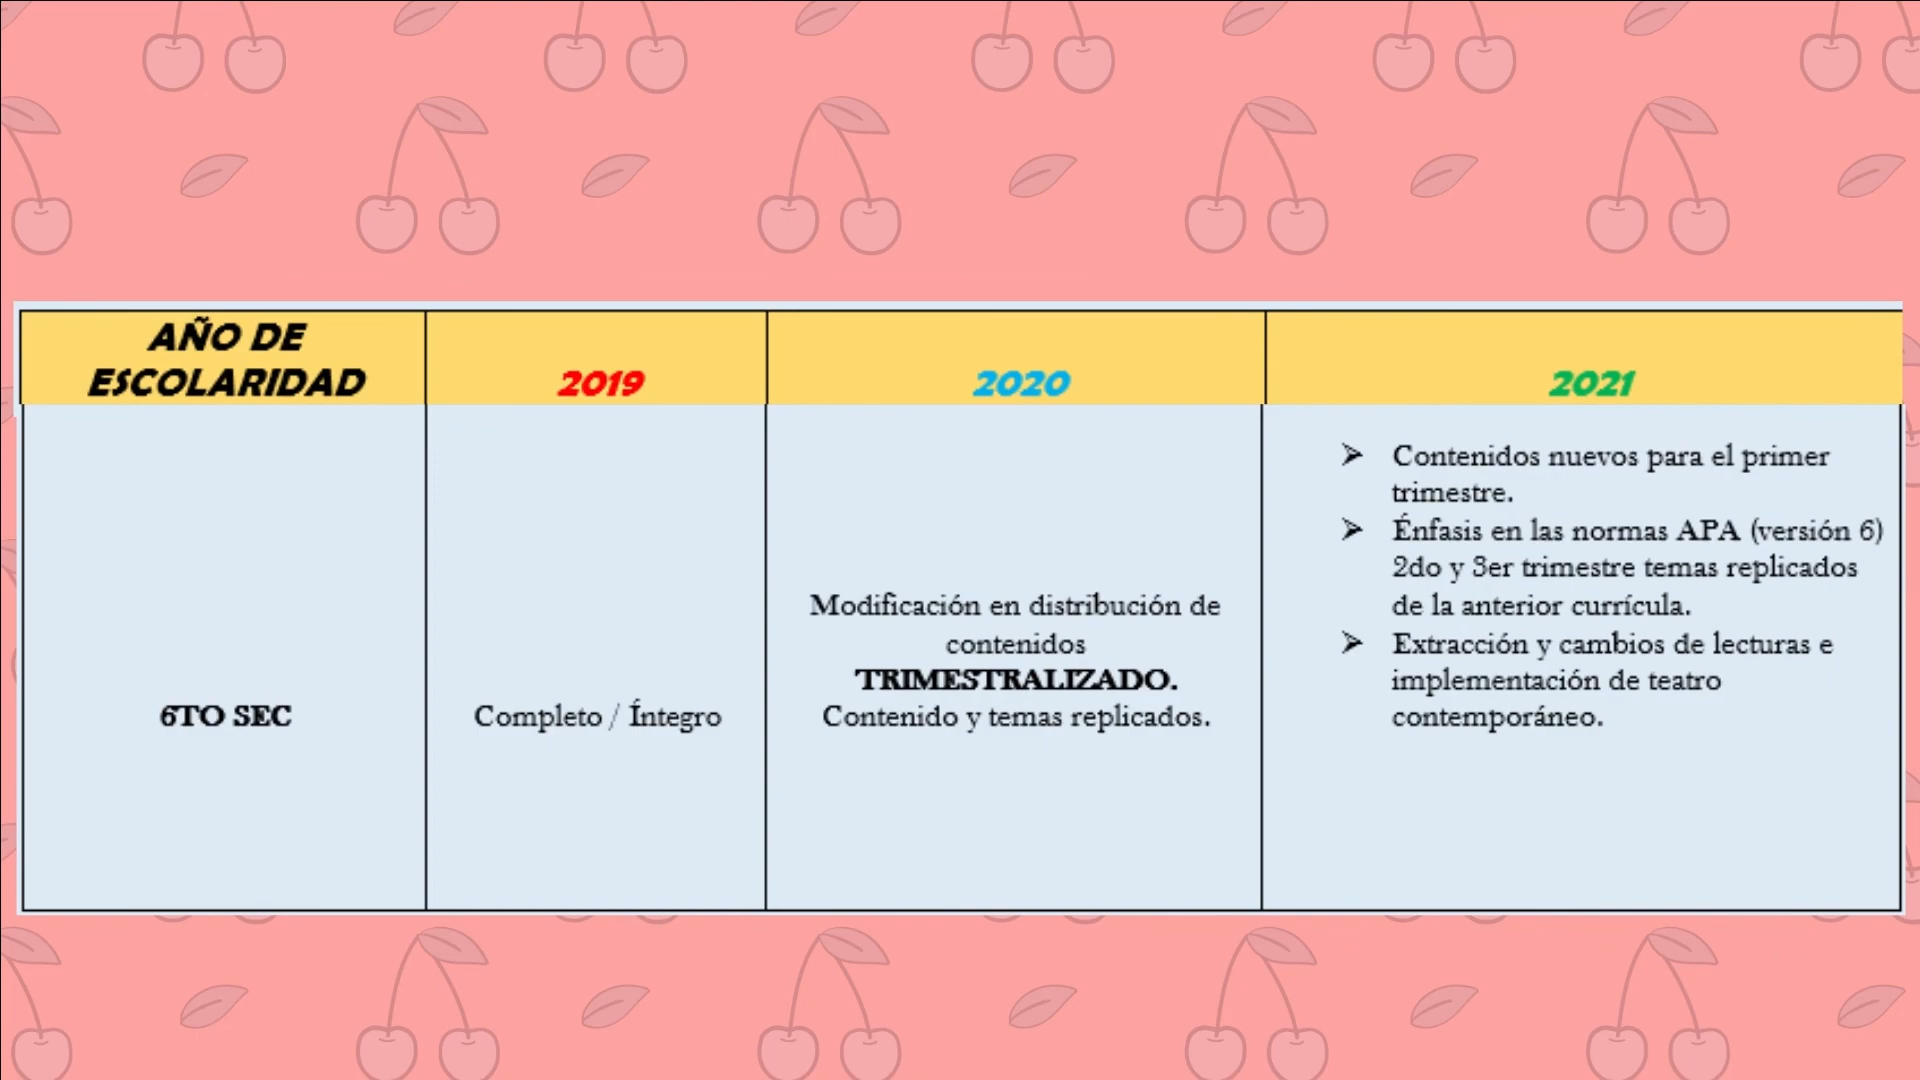 AÑO DE
ESCOLARIDAD
2019
2020
2021
6TO SEC
Completo / Íntegro
Modificación en distribución de
contenidos
TRIMESTRALIZADO.
Contenido y temas replicados.
➢ Contenidos nuevos para el primer
trimestre.
➢ Énfasis en las normas APA (versión 6)
2do y 3er trimestre temas replicados
de la anterior currícula.
➢ Extracción y cambios de lecturas e
implementación de teatro
contemporáneo.